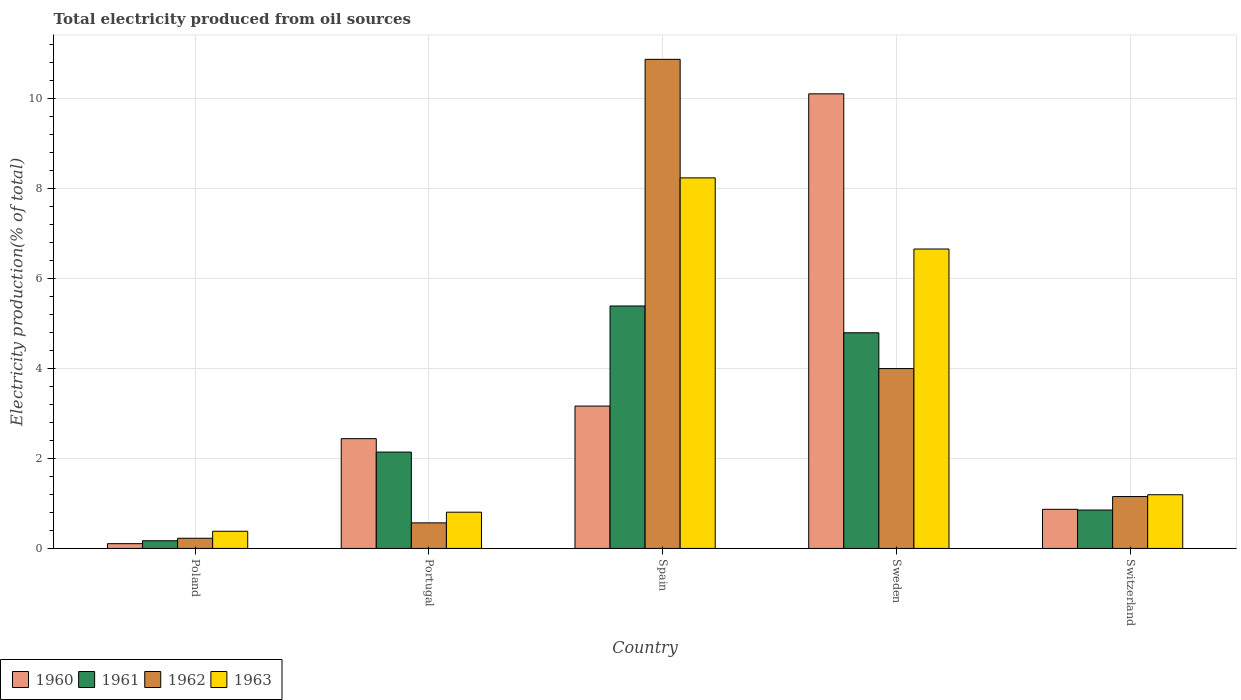 Total electricity produced from oil sources
Electricity production(% of total)
10
8
6
4
2
0
Poland
Portugal
Spain
Sweden
Switzerland
Country
1960
1961
1962
1963